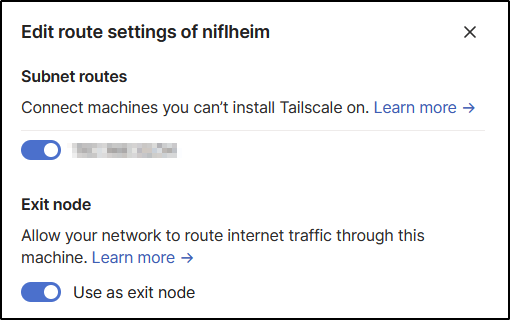 Edit route settings of niflheim
Subnet routes
Connect machines you can’t install Tailscale on. Learn more →
Exit node
Allow your network to route internet traffic through this
machine. Learn more →
Use as exit node